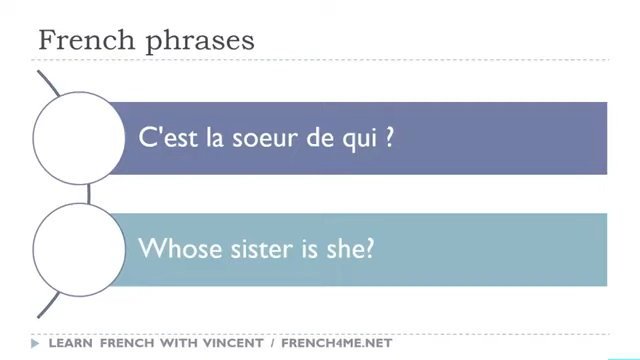 French phrases
C'est la soeur de qui ?
Whose sister is she?
LEARN FRENCH WITH VINCENT / FRENCH4ME.NET